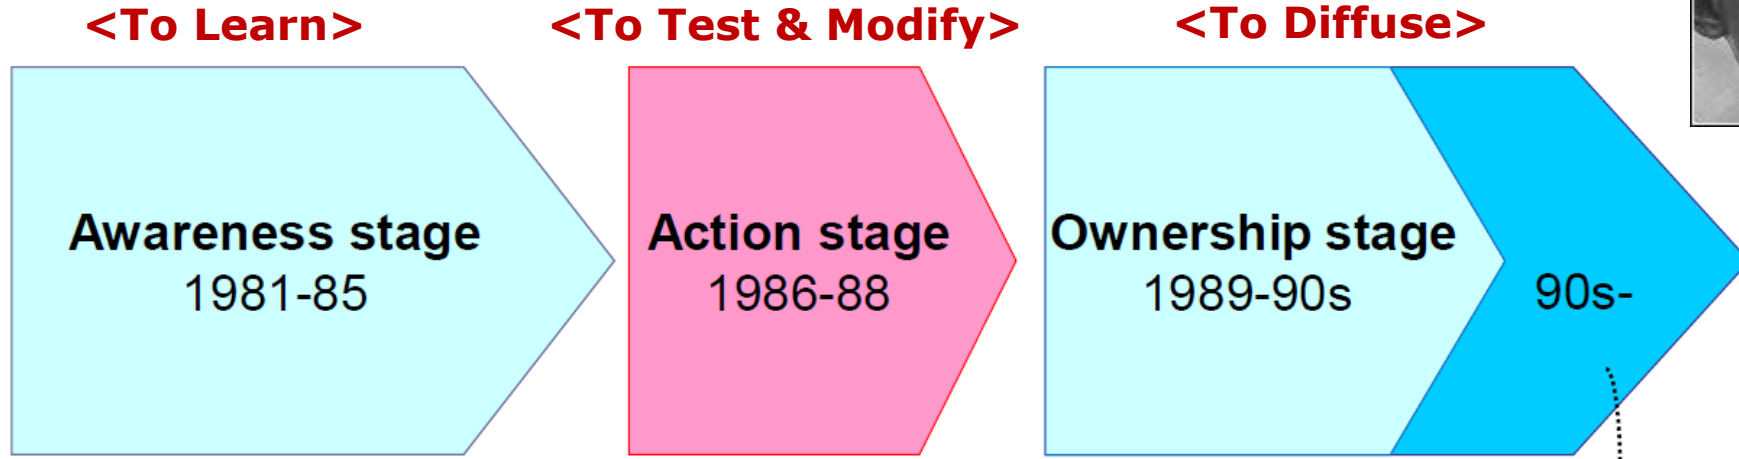 <To Learn>
<To Test & Modify>
<To Diffuse>
Awareness stage
1981-85
Action stage
1986-88
Ownership stage
1989-90s
90s-